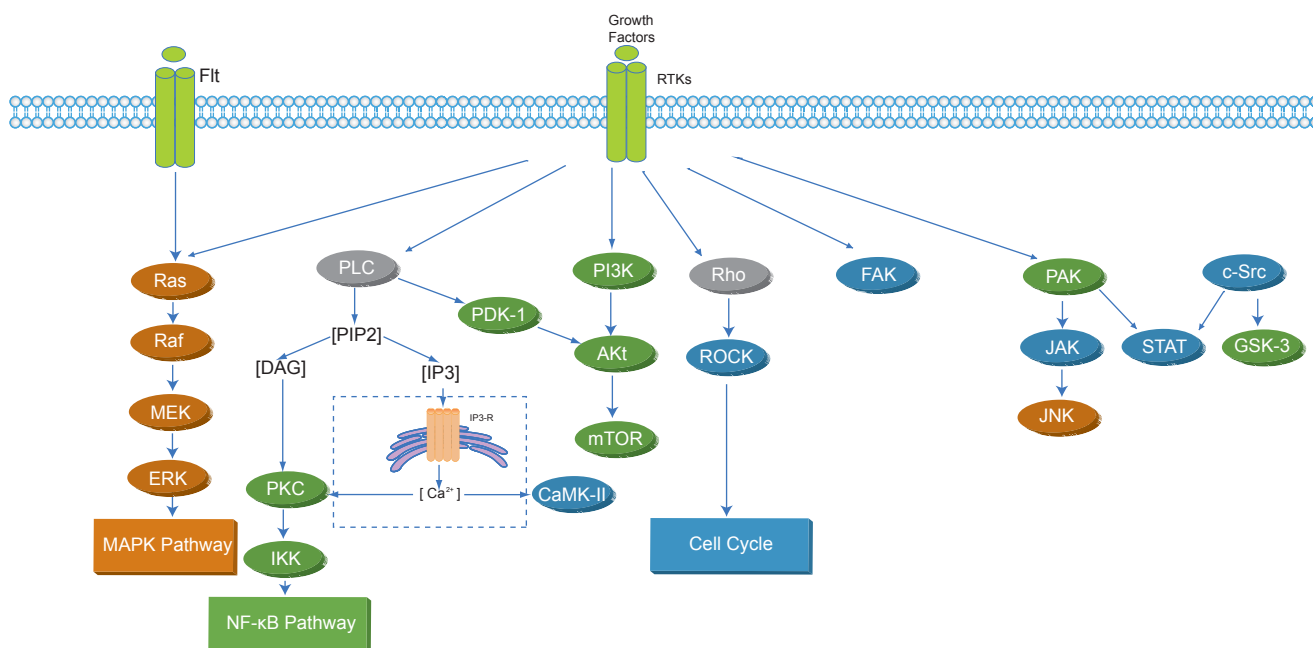 Growth
Factors
Flt
RTKs
Ras
PLC
PI3K
Rho
FAK
PAK
c-Src
PDK-1
Raf
[PIP2]
AKt
ROCK
JAK
STAT
GSK-3
[DAG]
[IP3]
MEK
IP3-R
JNK
mTOR
ERK
PKC
[ Ca²⁺ ]
CaMK-II
MAPK Pathway
IKK
Cell Cycle
NF-κB Pathway